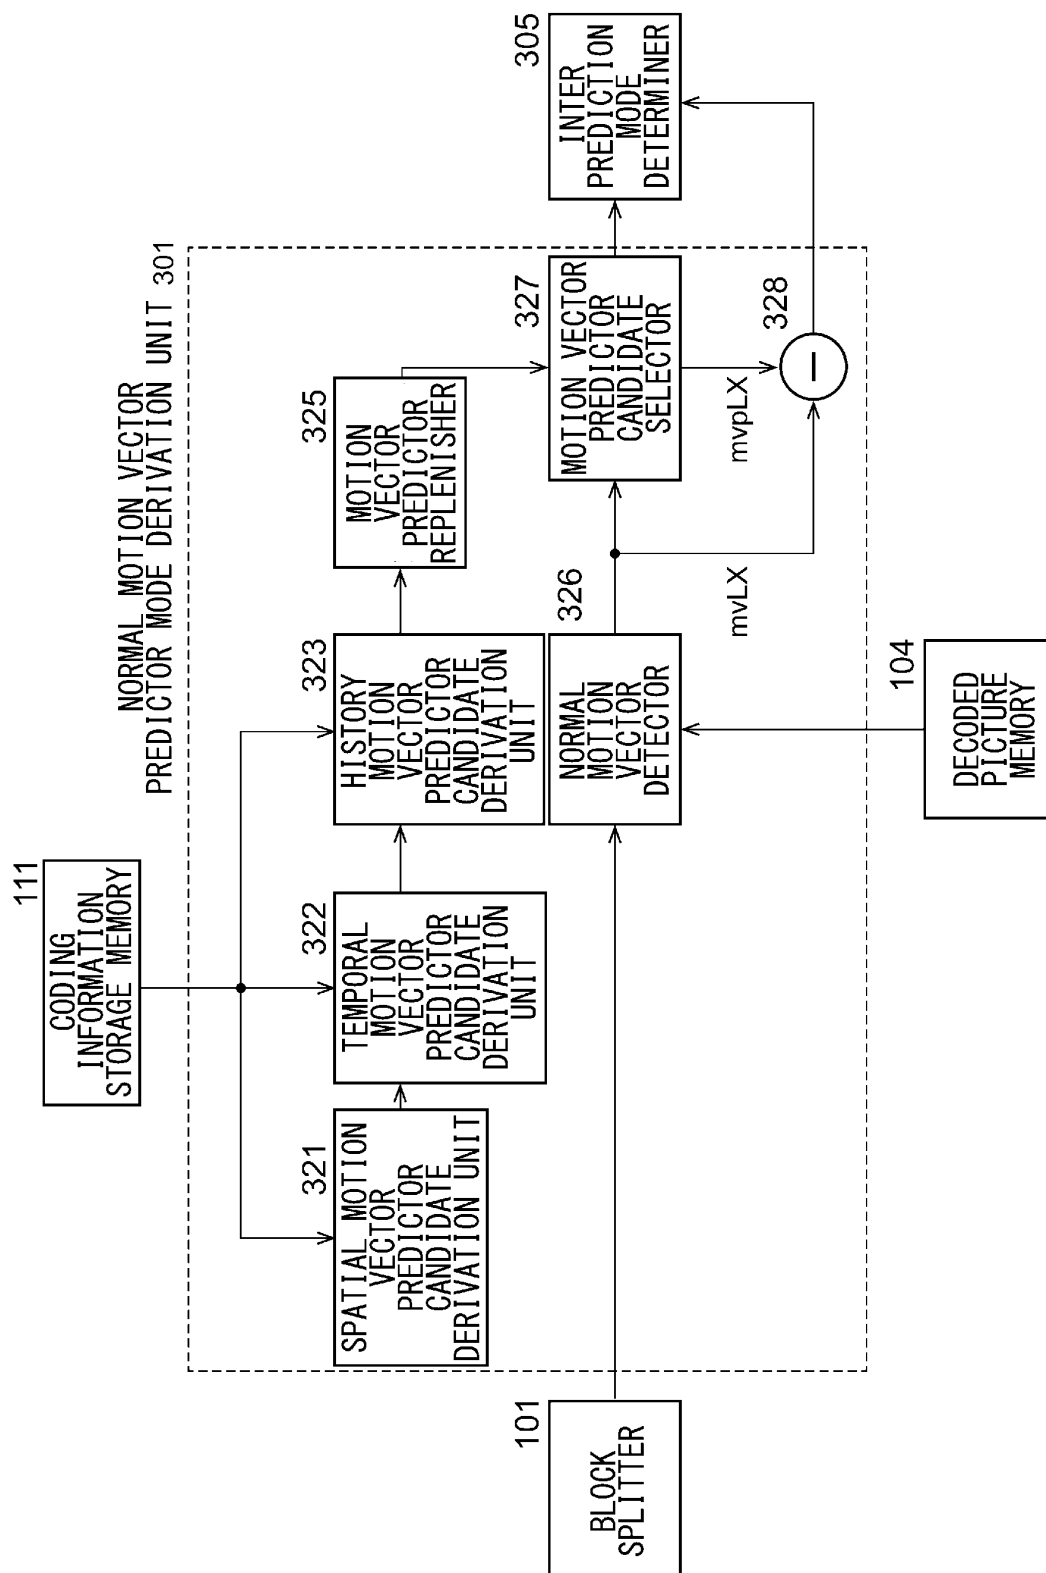 NORMAL MOTION VECTOR
PREDICTOR MODE DERIVATION UNIT 301
111
CODING
INFORMATION
STORAGE MEMORY
321
SPATIAL MOTION
VECTOR
PREDICTOR
CANDIDATE
DERIVATION UNIT
322
TEMPORAL
MOTION
VECTOR
PREDICTOR
CANDIDATE
DERIVATION
UNIT
323
HISTORY
MOTION
VECTOR
PREDICTOR
CANDIDATE
DERIVATION
UNIT
325
MOTION
VECTOR
PREDICTOR
REPLENISHER
101
BLOCK
SPLITTER
326
NORMAL
MOTION
VECTOR
DETECTOR
327
MOTION VECTOR
PREDICTOR
CANDIDATE
SELECTOR
305
INTER
PREDICTION
MODE
DETERMINER
mvLX
mvpLX
328
104
DECODED
PICTURE
MEMORY